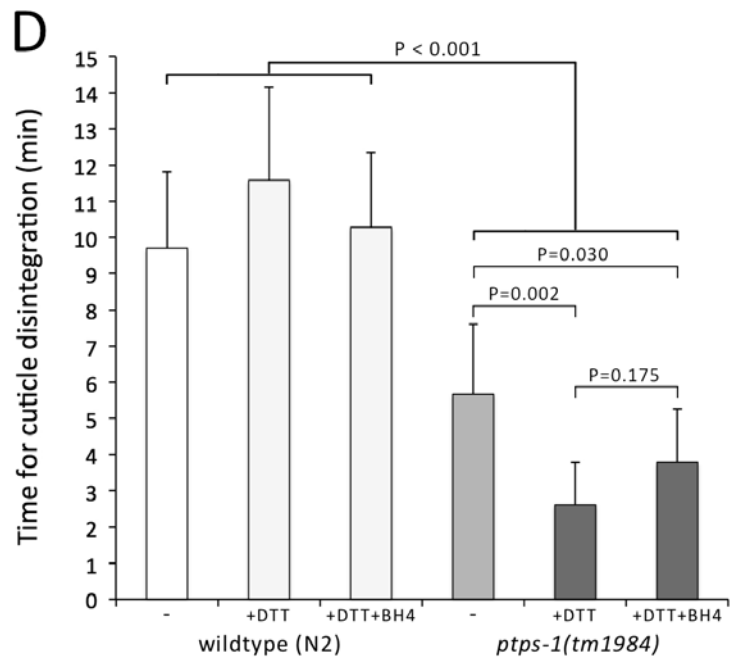 D
P < 0.001
15
14
13
12
11
10
9
8
7
6
5
4
3
2
1
0
Time for cuticle disintegration (min)
P=0.030
P=0.002
P=0.175
- +DTT +DTT+BH4 - +DTT +DTT+BH4
wildtype (N2) ptps-1(tm1984)